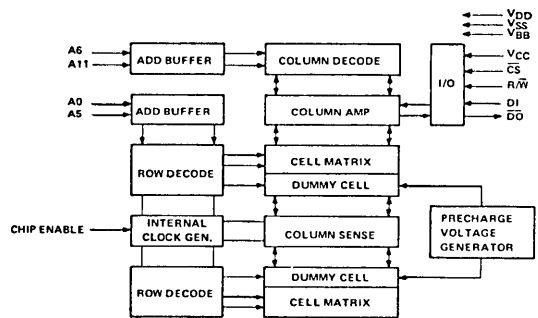 A6
A11
ADD BUFFER
COLUMN DECODE
VDD
VSS
VBB
VCC
C̅S̅
R/W̅
DI
D̅O̅
I/O
A0
A5
ADD BUFFER
COLUMN AMP
ROW DECODE
CELL MATRIX
DUMMY CELL
CHIP ENABLE
INTERNAL
CLOCK GEN.
COLUMN SENSE
PRECHARGE
VOLTAGE
GENERATOR
ROW DECODE
DUMMY CELL
CELL MATRIX